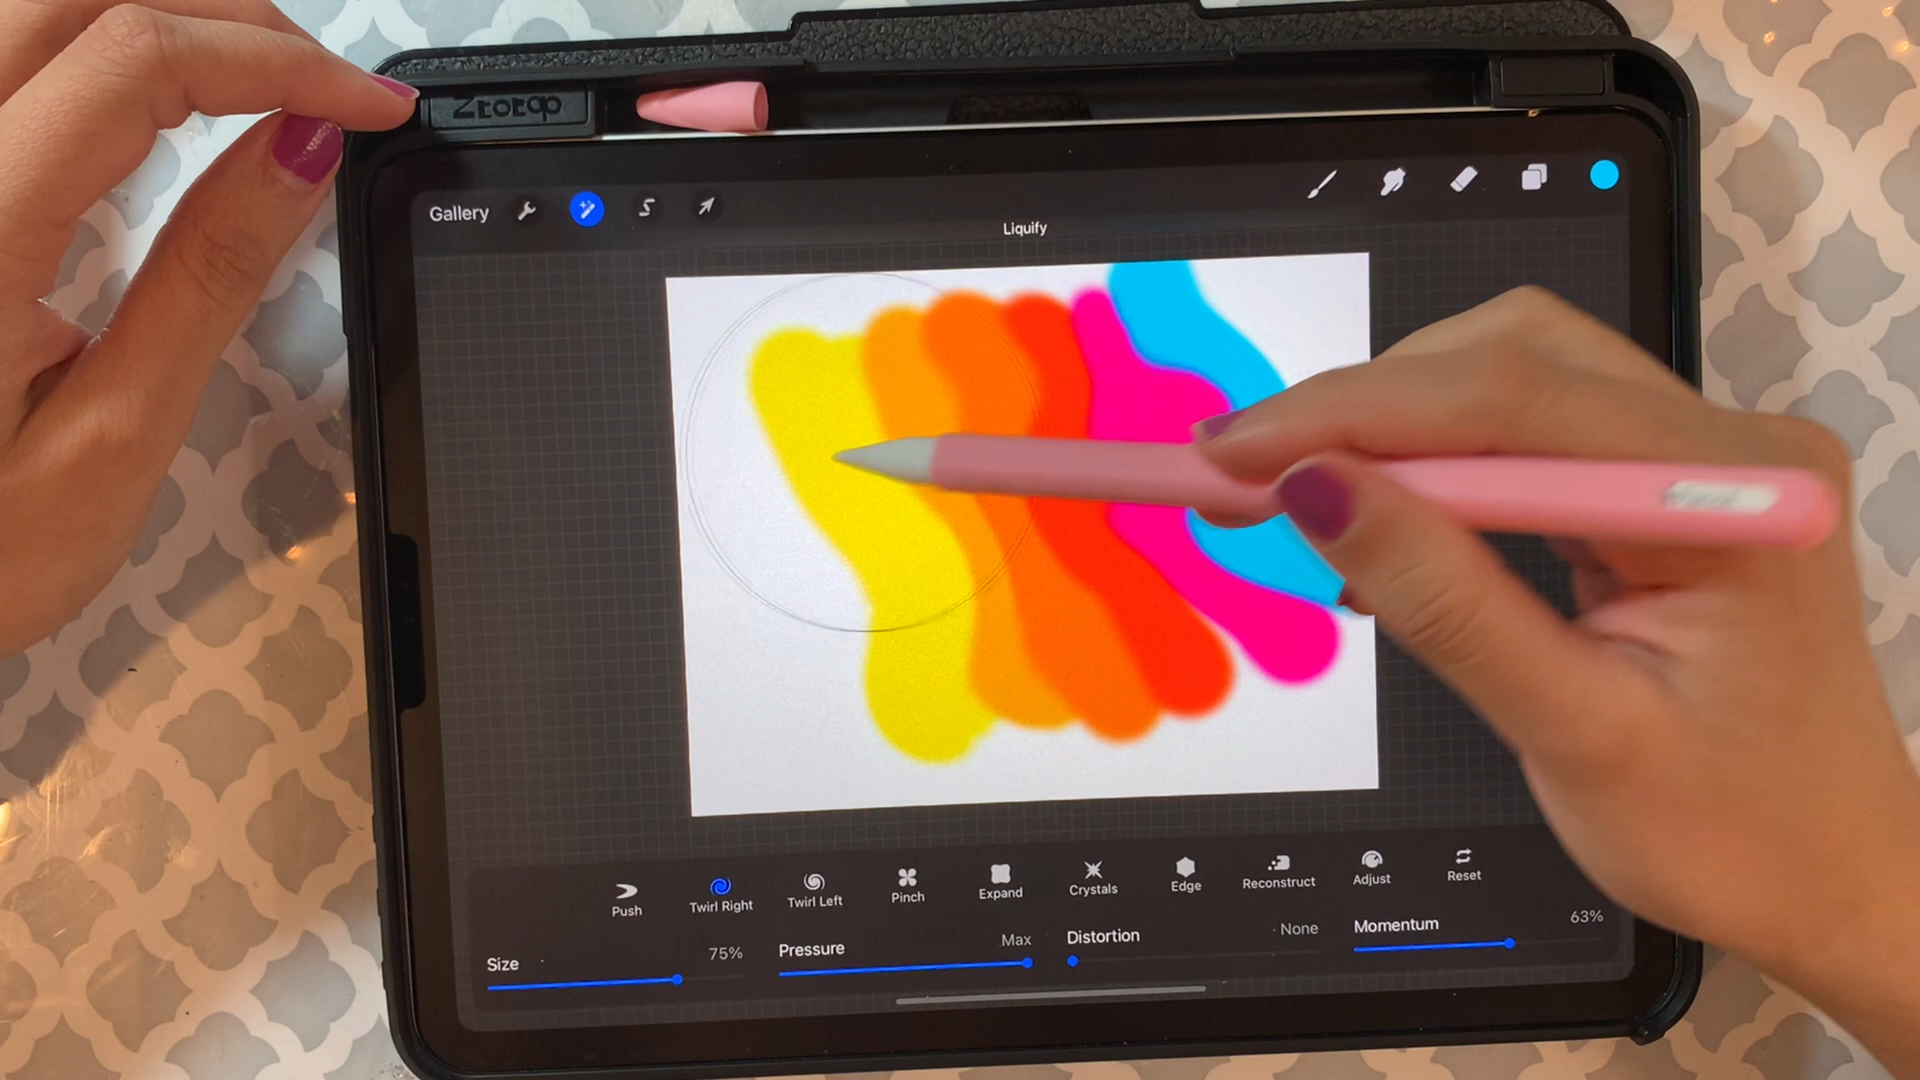 Ztotop
Gallery
Liquify
Push
Twirl Right
Twirl Left
Pinch
Expand
Crystals
Edge
Reconstruct
Adjust
Reset
Size 75%
Pressure Max
Distortion None
Momentum 63%